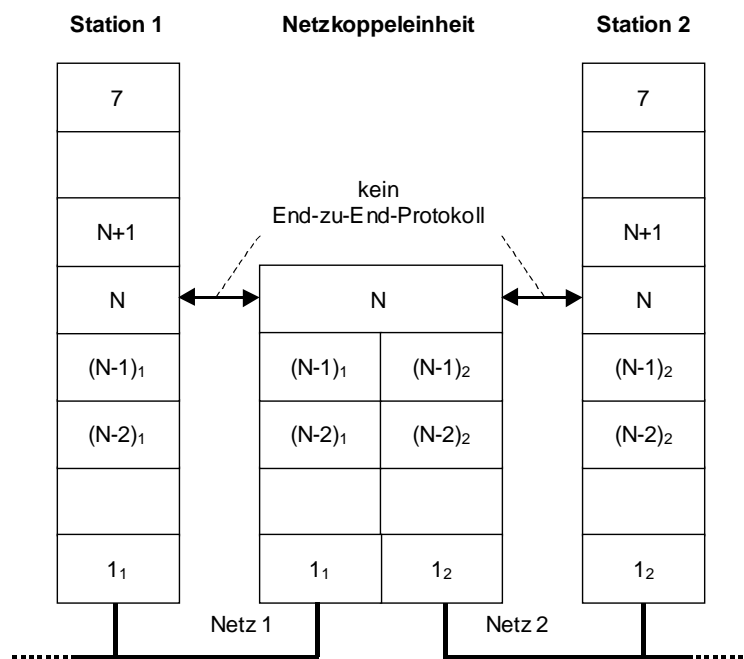 Station 1 Netzkoppeleinheit Station 2
7 7
kein
End-zu-End-Protokoll
N+1 N+1
N N N
(N-1)₁ (N-1)₁ (N-1)₂ (N-1)₂
(N-2)₁ (N-2)₁ (N-2)₂ (N-2)₂
1₁ 1₁ 1₂ 1₂
Netz 1 Netz 2